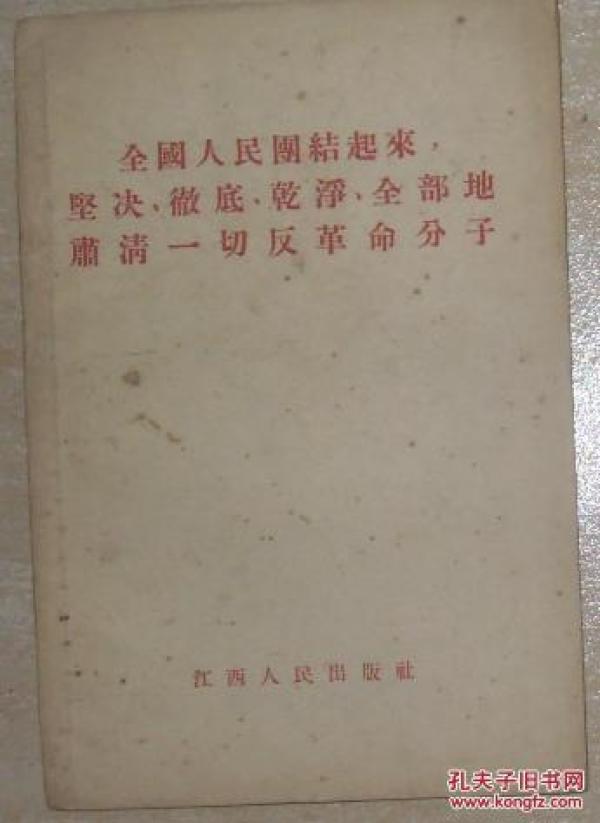 全國人民團結起來，
堅决、徹底、乾淨、全部地
肅清一切反革命分子
江西人民出版社
孔夫子旧书网
www.kongfz.com